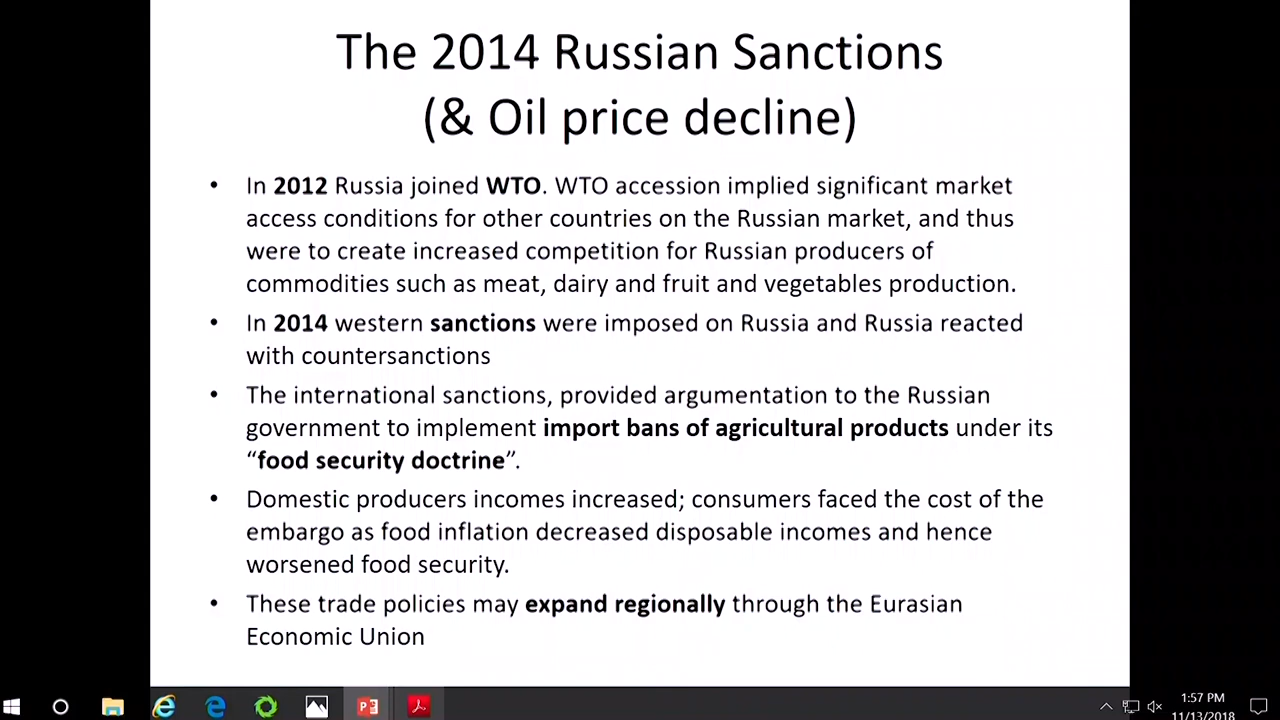 The 2014 Russian Sanctions
(& Oil price decline)
• In 2012 Russia joined WTO. WTO accession implied significant market
access conditions for other countries on the Russian market, and thus
were to create increased competition for Russian producers of
commodities such as meat, dairy and fruit and vegetables production.
• In 2014 western sanctions were imposed on Russia and Russia reacted
with countersanctions
• The international sanctions, provided argumentation to the Russian
government to implement import bans of agricultural products under its
“food security doctrine”.
• Domestic producers incomes increased; consumers faced the cost of the
embargo as food inflation decreased disposable incomes and hence
worsened food security.
• These trade policies may expand regionally through the Eurasian
Economic Union
1:57 PM
11/13/2018